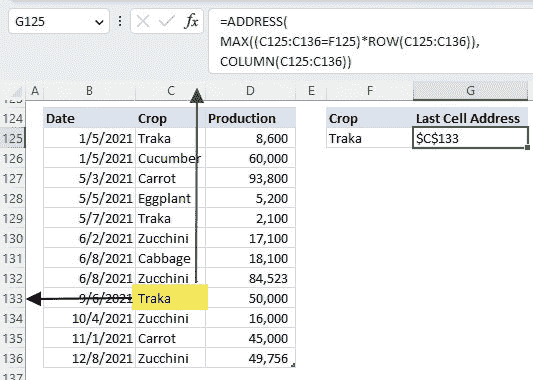 G125
fx
=ADDRESS(
MAX((C125:C136=F125)*ROW(C125:C136)),
COLUMN(C125:C136))
A B C D E F G
124 Date Crop Production Crop Last Cell Address
125 1/5/2021 Traka 8,600 Traka $C$133
126 1/5/2021 Cucumber 60,000
127 5/3/2021 Carrot 93,800
128 5/5/2021 Eggplant 5,200
129 5/7/2021 Traka 2,100
130 6/2/2021 Zucchini 17,100
131 6/8/2021 Cabbage 18,100
132 6/8/2021 Zucchini 84,523
133 9/6/2021 Traka 50,000
134 10/4/2021 Zucchini 16,000
135 11/1/2021 Carrot 45,000
136 12/8/2021 Zucchini 49,756
137